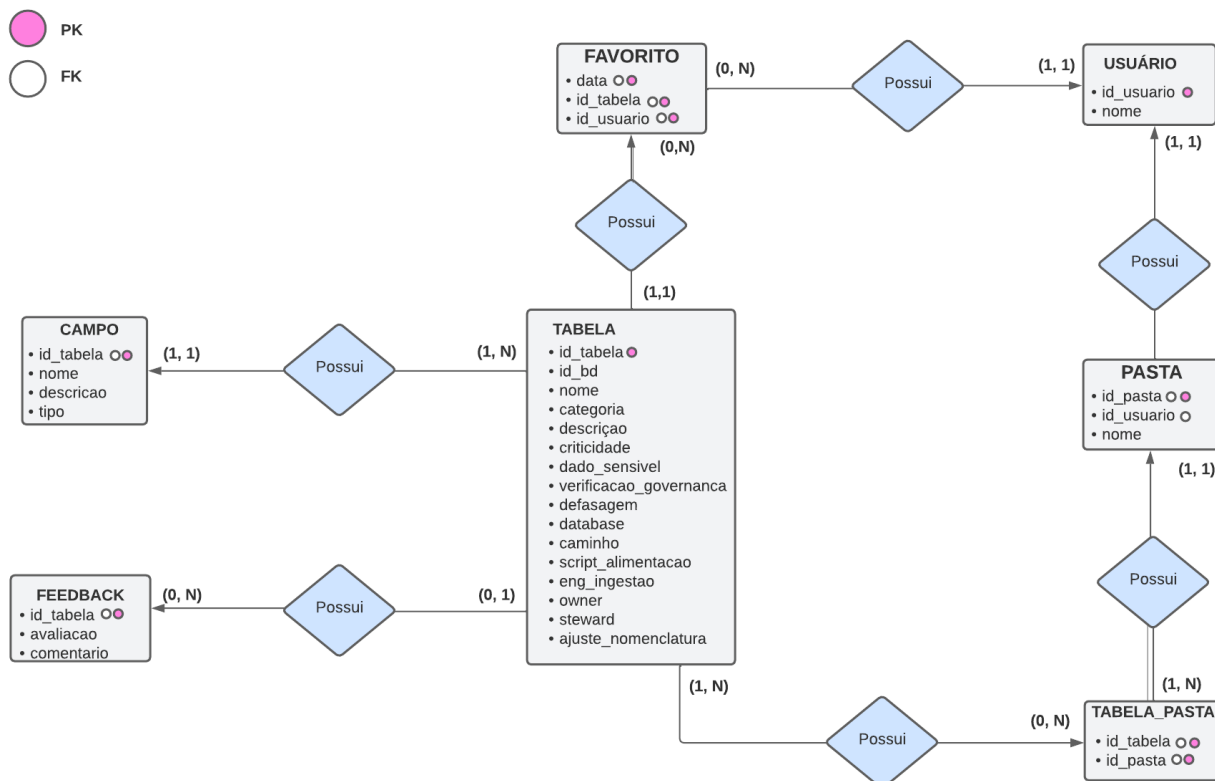 PK
FK
FAVORITO
• data
• id_tabela
• id_usuario
(0, N)
Possui
(1, 1)
USUÁRIO
• id_usuario
• nome
(0,N)
(1, 1)
Possui
Possui
(1,1)
CAMPO
• id_tabela
• nome
• descricao
• tipo
(1, 1)
Possui
(1, N)
TABELA
• id_tabela
• id_bd
• nome
• categoria
• descriçao
• criticidade
• dado_sensivel
• verificacao_governanca
• defasagem
• database
• caminho
• script_alimentacao
• eng_ingestao
• owner
• steward
• ajuste_nomenclatura
PASTA
• id_pasta
• id_usuario
• nome
(1, 1)
Possui
FEEDBACK
• id_tabela
• avaliacao
• comentario
(0, N)
Possui
(0, 1)
(1, N)
Possui
(0, N)
(1, N)
TABELA_PASTA
• id_tabela
• id_pasta